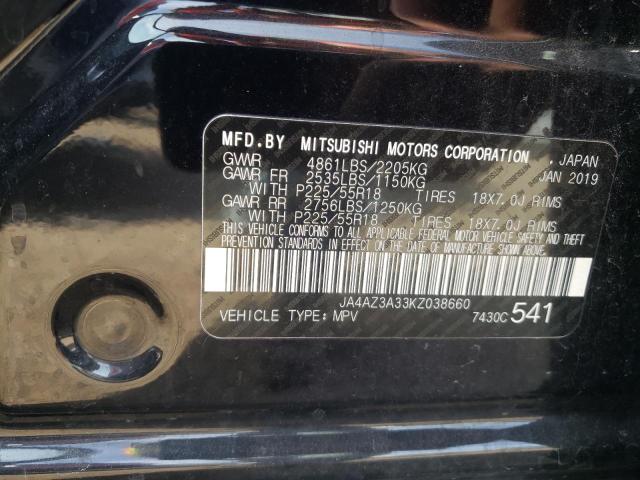 MFD.BY MITSUBISHI MOTORS CORPORATION , JAPAN
GVWR 4861LBS/2205KG JAN 2019
GAWR FR 2535LBS/1150KG
WITH P225/55R18 TIRES 18X7.0J RIMS
GAWR RR 2756LBS/1250KG
WITH P225/55R18 TIRES 18X7.0J RIMS
THIS VEHICLE CONFORMS TO ALL APPLICABLE FEDERAL MOTOR VEHICLE SAFETY AND THEFT
PREVENTION STANDARDS IN EFFECT ON THE DATE OF MANUFACTURE SHOWN ABOVE.
JA4AZ3A33KZ038660
VEHICLE TYPE: MPV 7430C 541